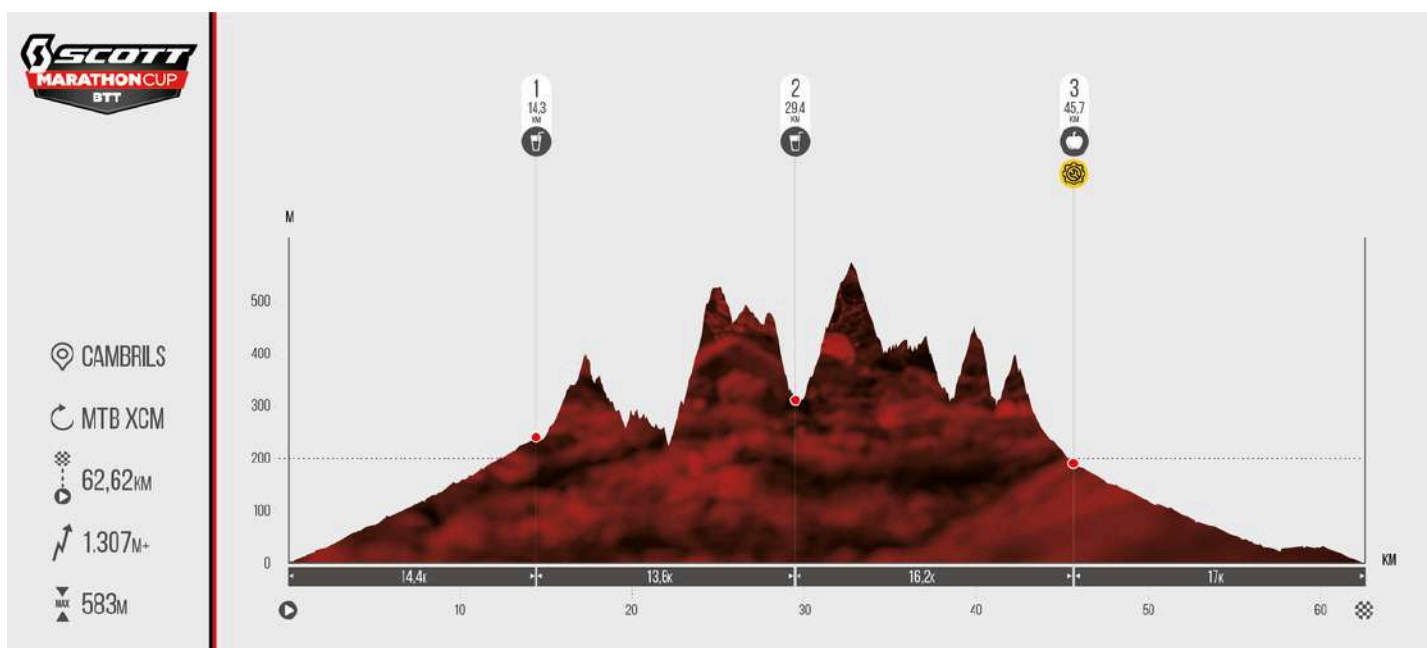 SCOTT
MARATHON CUP
BTT
CAMBRILS
MTB XCM
62,62KM
1.307M+
MAX
583M
1
14,3
KM
2
29,4
KM
3
45,7
KM
M
500
400
300
200
100
0
KM
14,4K
13,6K
16,2K
17K
10
20
30
40
50
60